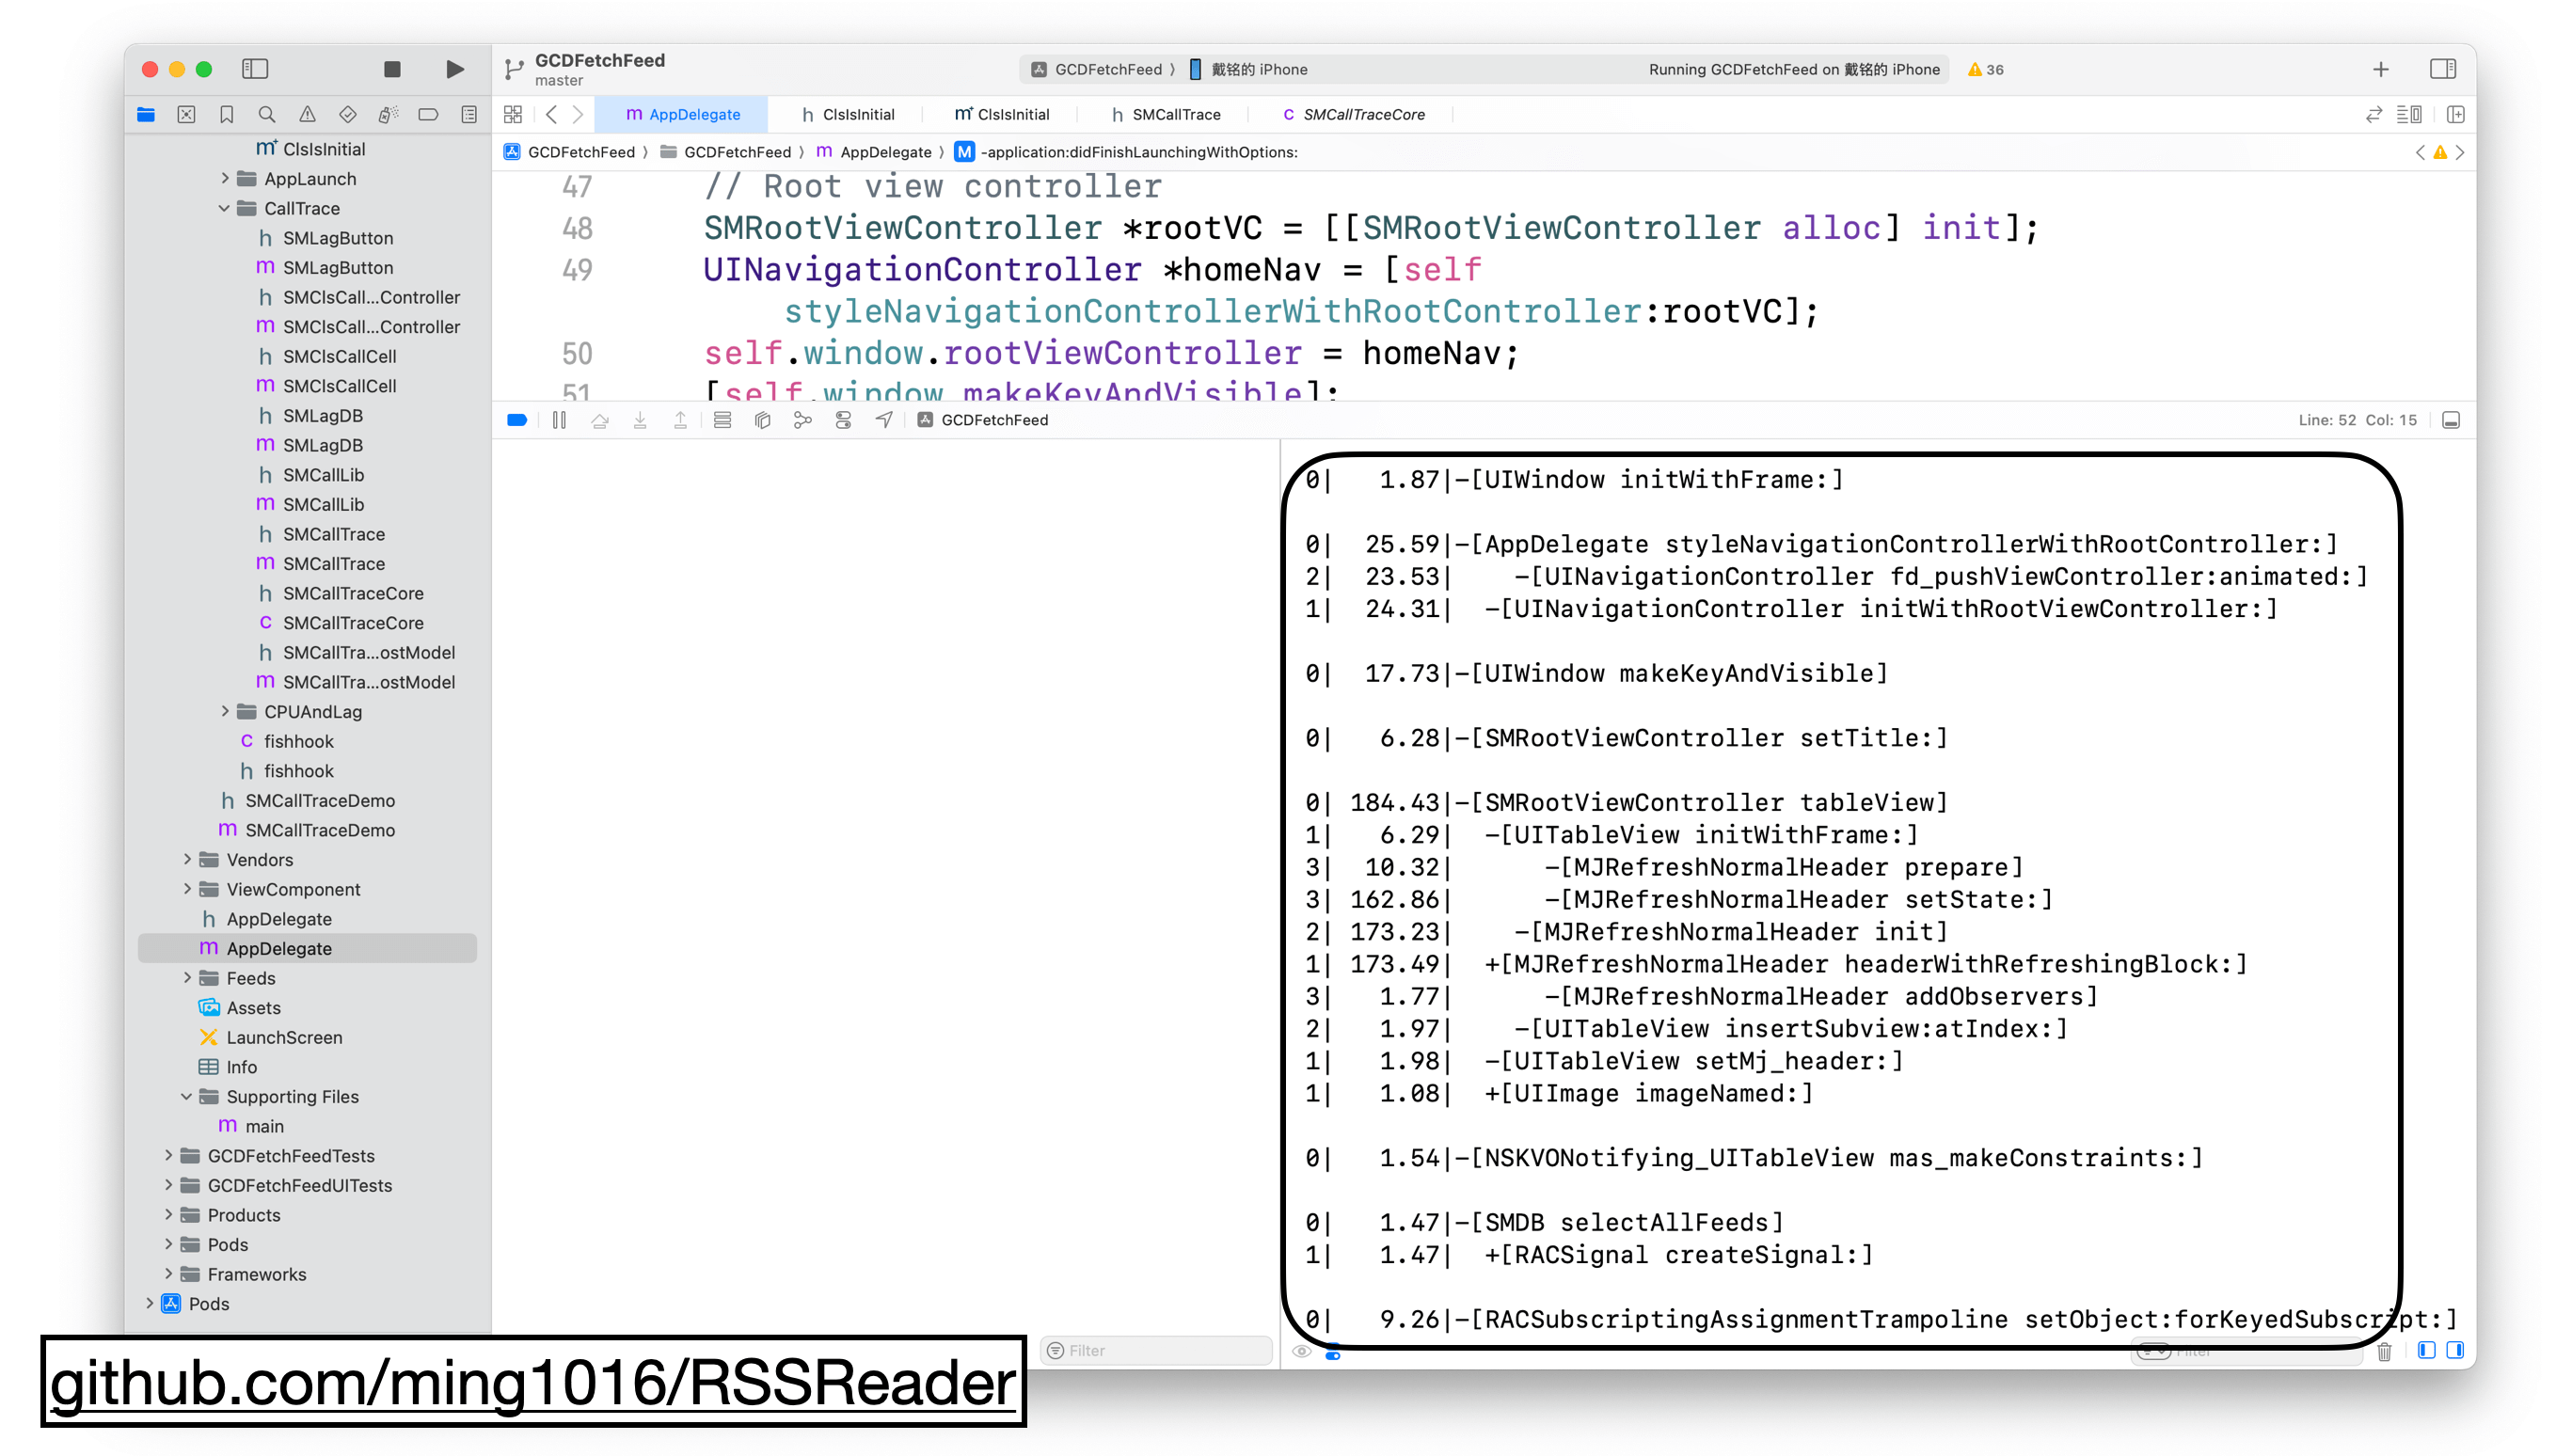 GCDFetchFeed
master
GCDFetchFeed 戴铭的 iPhone
Running GCDFetchFeed on 戴铭的 iPhone
36
m AppDelegate
h ClsIsInitial
m+ ClsIsInitial
h SMCallTrace
C SMCallTraceCore
GCDFetchFeed GCDFetchFeed m AppDelegate M -application:didFinishLaunchingWithOptions:
m+ ClsIsInitial
AppLaunch
CallTrace
h SMLagButton
m SMLagButton
h SMClsCall...Controller
m SMClsCall...Controller
h SMClsCallCell
m SMClsCallCell
h SMLagDB
m SMLagDB
h SMCallLib
m SMCallLib
h SMCallTrace
m SMCallTrace
h SMCallTraceCore
C SMCallTraceCore
h SMCallTra...ostModel
m SMCallTra...ostModel
CPUAndLag
C fishhook
h fishhook
h SMCallTraceDemo
m SMCallTraceDemo
Vendors
ViewComponent
h AppDelegate
m AppDelegate
Feeds
Assets
LaunchScreen
Info
Supporting Files
m main
GCDFetchFeedTests
GCDFetchFeedUITests
Products
Pods
Frameworks
Pods
47 // Root view controller
48 SMRootViewController *rootVC = [[SMRootViewController alloc] init];
49 UINavigationController *homeNav = [self
styleNavigationControllerWithRootController:rootVC];
50 self.window.rootViewController = homeNav;
51 [self.window makeKeyAndVisible];
GCDFetchFeed
Line: 52 Col: 15
0| 1.87|-[UIWindow initWithFrame:]
0| 25.59|-[AppDelegate styleNavigationControllerWithRootController:]
2| 23.53| -[UINavigationController fd_pushViewController:animated:]
1| 24.31| -[UINavigationController initWithRootViewController:]
0| 17.73|-[UIWindow makeKeyAndVisible]
0| 6.28|-[SMRootViewController setTitle:]
0| 184.43|-[SMRootViewController tableView]
1| 6.29| -[UITableView initWithFrame:]
3| 10.32| -[MJRefreshNormalHeader prepare]
3| 162.86| -[MJRefreshNormalHeader setState:]
2| 173.23| -[MJRefreshNormalHeader init]
1| 173.49| +[MJRefreshNormalHeader headerWithRefreshingBlock:]
3| 1.77| -[MJRefreshNormalHeader addObservers]
2| 1.97| -[UITableView insertSubview:atIndex:]
1| 1.98| -[UITableView setMj_header:]
1| 1.08| +[UIImage imageNamed:]
0| 1.54|-[NSKVONotifying_UITableView mas_makeConstraints:]
0| 1.47|-[SMDB selectAllFeeds]
1| 1.47| +[RACSignal createSignal:]
0| 9.26|-[RACSubscriptingAssignmentTrampoline setObject:forKeyedSubscript:]
Filter
Filter
github.com/ming1016/RSSReader